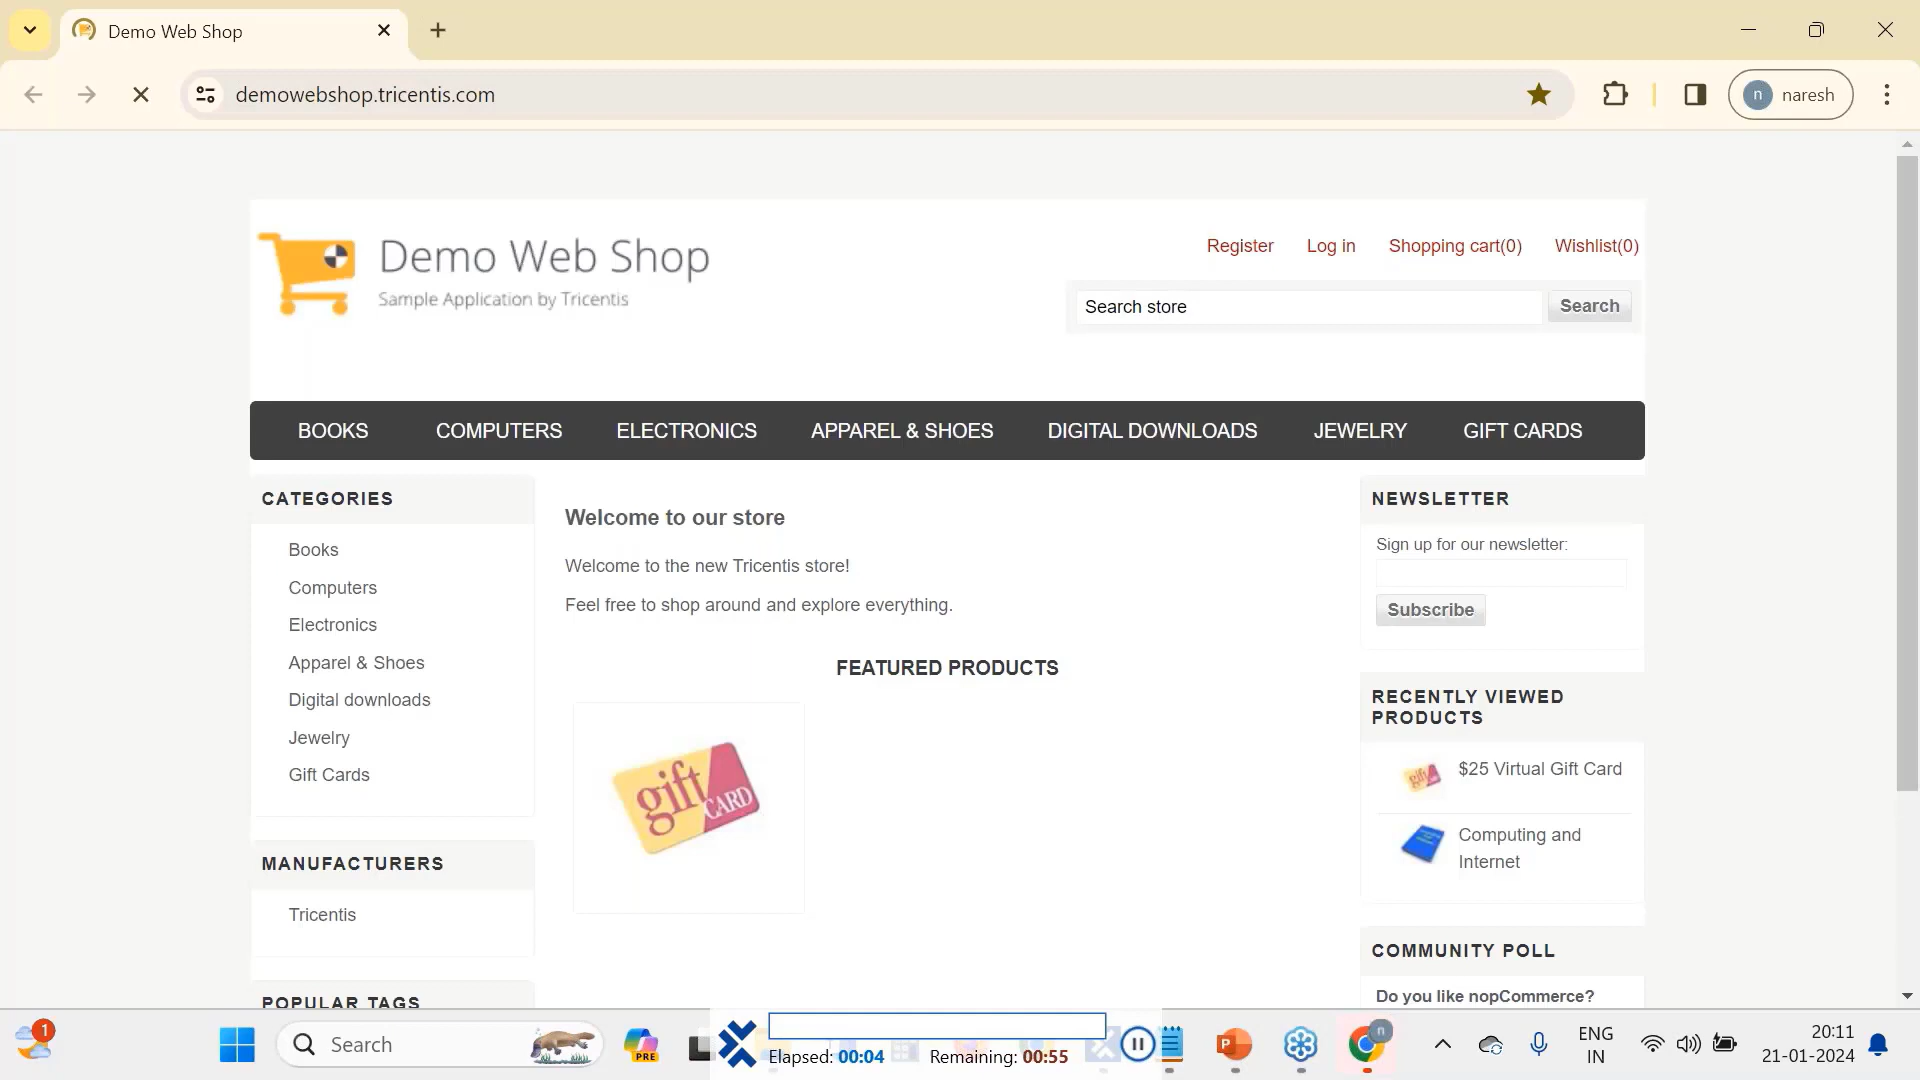 Demo Web Shop
demowebshop.tricentis.com
n
naresh
Demo Web Shop
Sample Application by Tricentis
Register
Log in
Shopping cart(0)
Wishlist(0)
Search store
Search
BOOKS
COMPUTERS
ELECTRONICS
APPAREL & SHOES
DIGITAL DOWNLOADS
JEWELRY
GIFT CARDS
CATEGORIES
Books
Computers
Electronics
Apparel & Shoes
Digital downloads
Jewelry
Gift Cards
MANUFACTURERS
Tricentis
POPULAR TAGS
Welcome to our store
Welcome to the new Tricentis store!
Feel free to shop around and explore everything.
FEATURED PRODUCTS
gift CARD
NEWSLETTER
Sign up for our newsletter:
Subscribe
RECENTLY VIEWED
PRODUCTS
gift
$25 Virtual Gift Card
Computing and
Internet
COMMUNITY POLL
Do you like nopCommerce?
1
Search
PRE
Elapsed: 00:04
Remaining: 00:55
P
n
ENG
IN
20:11
21-01-2024